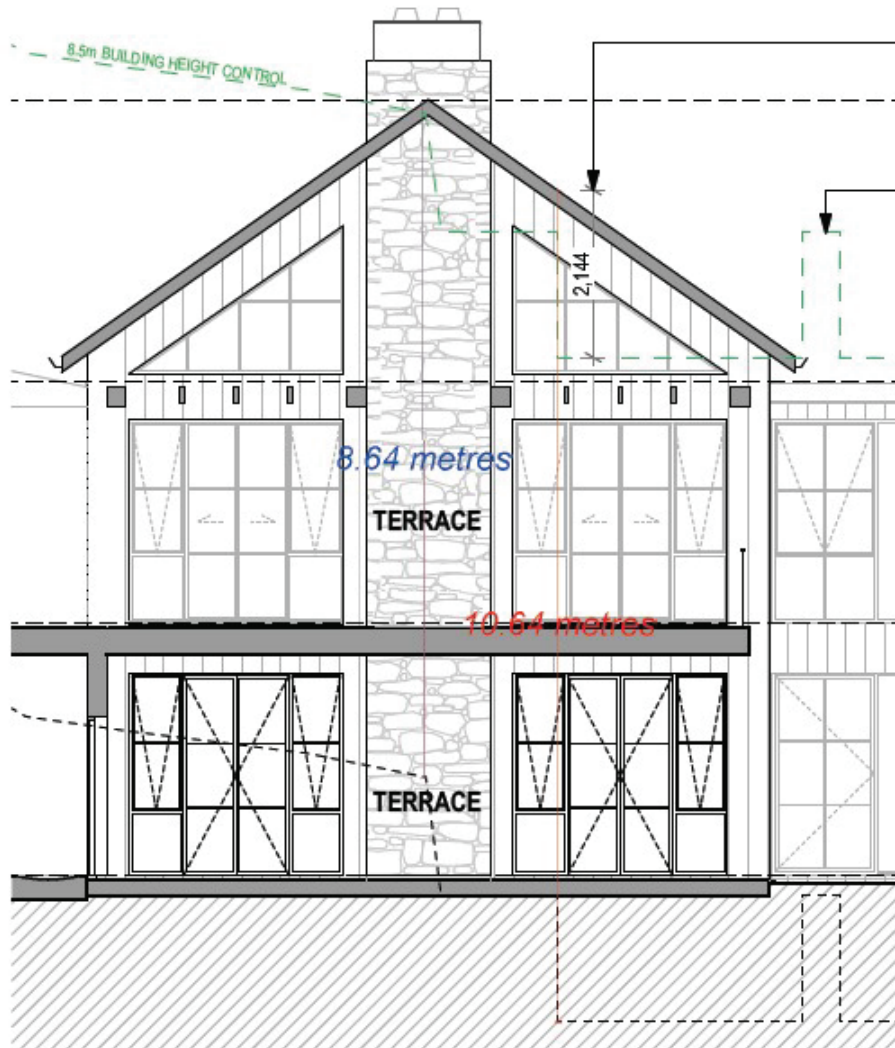 8.5m BUILDING HEIGHT CONTROL
2,144
8.64 metres
TERRACE
10.64 metres
TERRACE